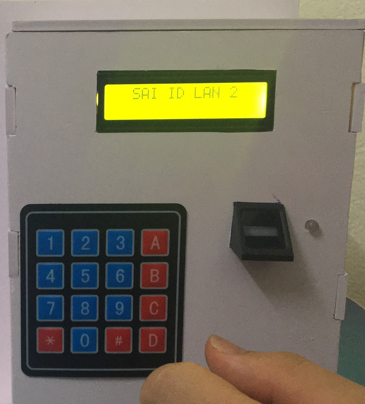 SAI ID LAN 2
1 2 3 A
4 5 6 B
7 8 9 C
* 0 # D